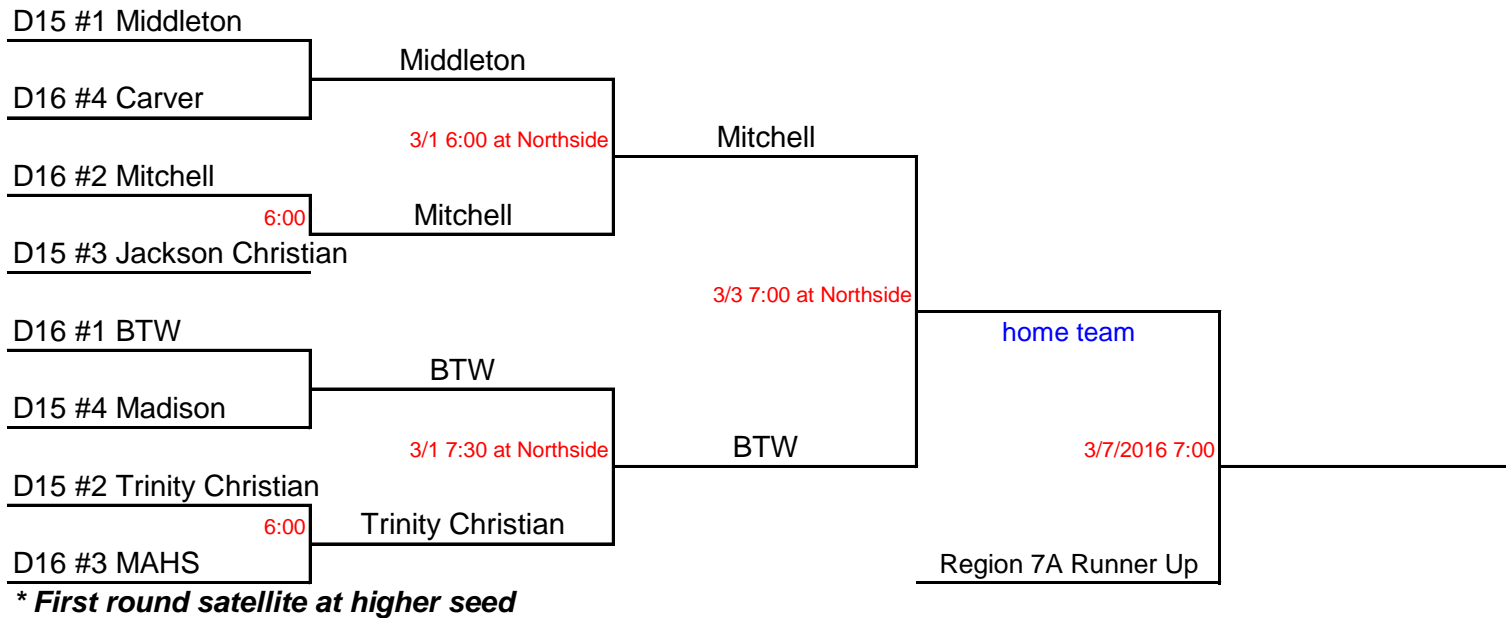 D15 #1 Middleton
Middleton
D16 #4 Carver
3/1 6:00 at Northside
Mitchell
D16 #2 Mitchell
6:00
Mitchell
D15 #3 Jackson Christian
3/3 7:00 at Northside
D16 #1 BTW
home team
BTW
D15 #4 Madison
3/1 7:30 at Northside
BTW
3/7/2016 7:00
D15 #2 Trinity Christian
6:00
Trinity Christian
D16 #3 MAHS
Region 7A Runner Up
* First round satellite at higher seed